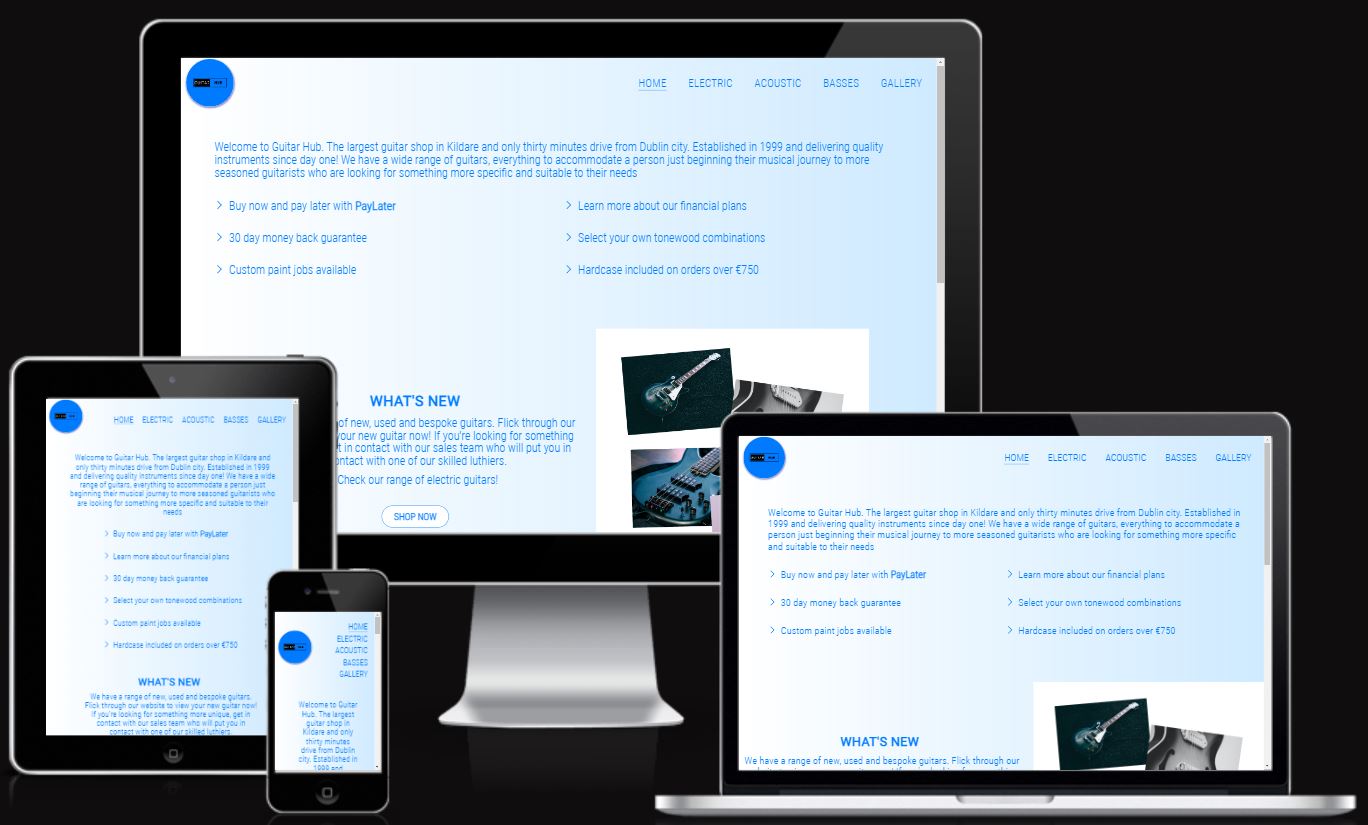 GUITAR HUB
HOME ELECTRIC ACOUSTIC BASSES GALLERY
Welcome to Guitar Hub. The largest guitar shop in Kildare and only thirty minutes drive from Dublin city. Established in 1999 and delivering quality
instruments since day one! We have a wide range of guitars, everything to accommodate a person just beginning their musical journey to more
seasoned guitarists who are looking for something more specific and suitable to their needs
Buy now and pay later with PayLater
Learn more about our financial plans
30 day money back guarantee
Select your own tonewood combinations
Custom paint jobs available
Hardcase included on orders over €750
WHAT'S NEW
of new, used and bespoke guitars. Flick through our
your new guitar now! If you're looking for something
in contact with our sales team who will put you in
contact with one of our skilled luthiers.
Check our range of electric guitars!
SHOP NOW
HOME ELECTRIC ACOUSTIC BASSES GALLERY
Welcome to Guitar Hub. The largest guitar shop in Kildare and
only thirty minutes drive from Dublin city. Established in 1999
and delivering quality instruments since day one! We have a wide
range of guitars, everything to accommodate a person just
beginning their musical journey to more seasoned guitarists who
are looking for something more specific and suitable to their
needs
Buy now and pay later with PayLater
Learn more about our financial plans
30 day money back guarantee
Select your own tonewood combinations
Custom paint jobs available
Hardcase included on orders over €750
WHAT'S NEW
We have a range of new, used and bespoke guitars.
Flick through our website to view your new guitar now!
If you're looking for something more unique, get in
contact with our sales team who will put you in
contact with one of our skilled luthiers.
HOME
ELECTRIC
ACOUSTIC
BASSES
GALLERY
Welcome to Guitar
Hub. The largest
guitar shop in
Kildare and only
thirty minutes
drive from Dublin
city. Established in
1999 and
HOME ELECTRIC ACOUSTIC BASSES GALLERY
Welcome to Guitar Hub. The largest guitar shop in Kildare and only thirty minutes drive from Dublin city. Established in
1999 and delivering quality instruments since day one! We have a wide range of guitars, everything to accommodate a
person just beginning their musical journey to more seasoned guitarists who are looking for something more specific
and suitable to their needs
Buy now and pay later with PayLater
Learn more about our financial plans
30 day money back guarantee
Select your own tonewood combinations
Custom paint jobs available
Hardcase included on orders over €750
WHAT'S NEW
We have a range of new, used and bespoke guitars. Flick through our